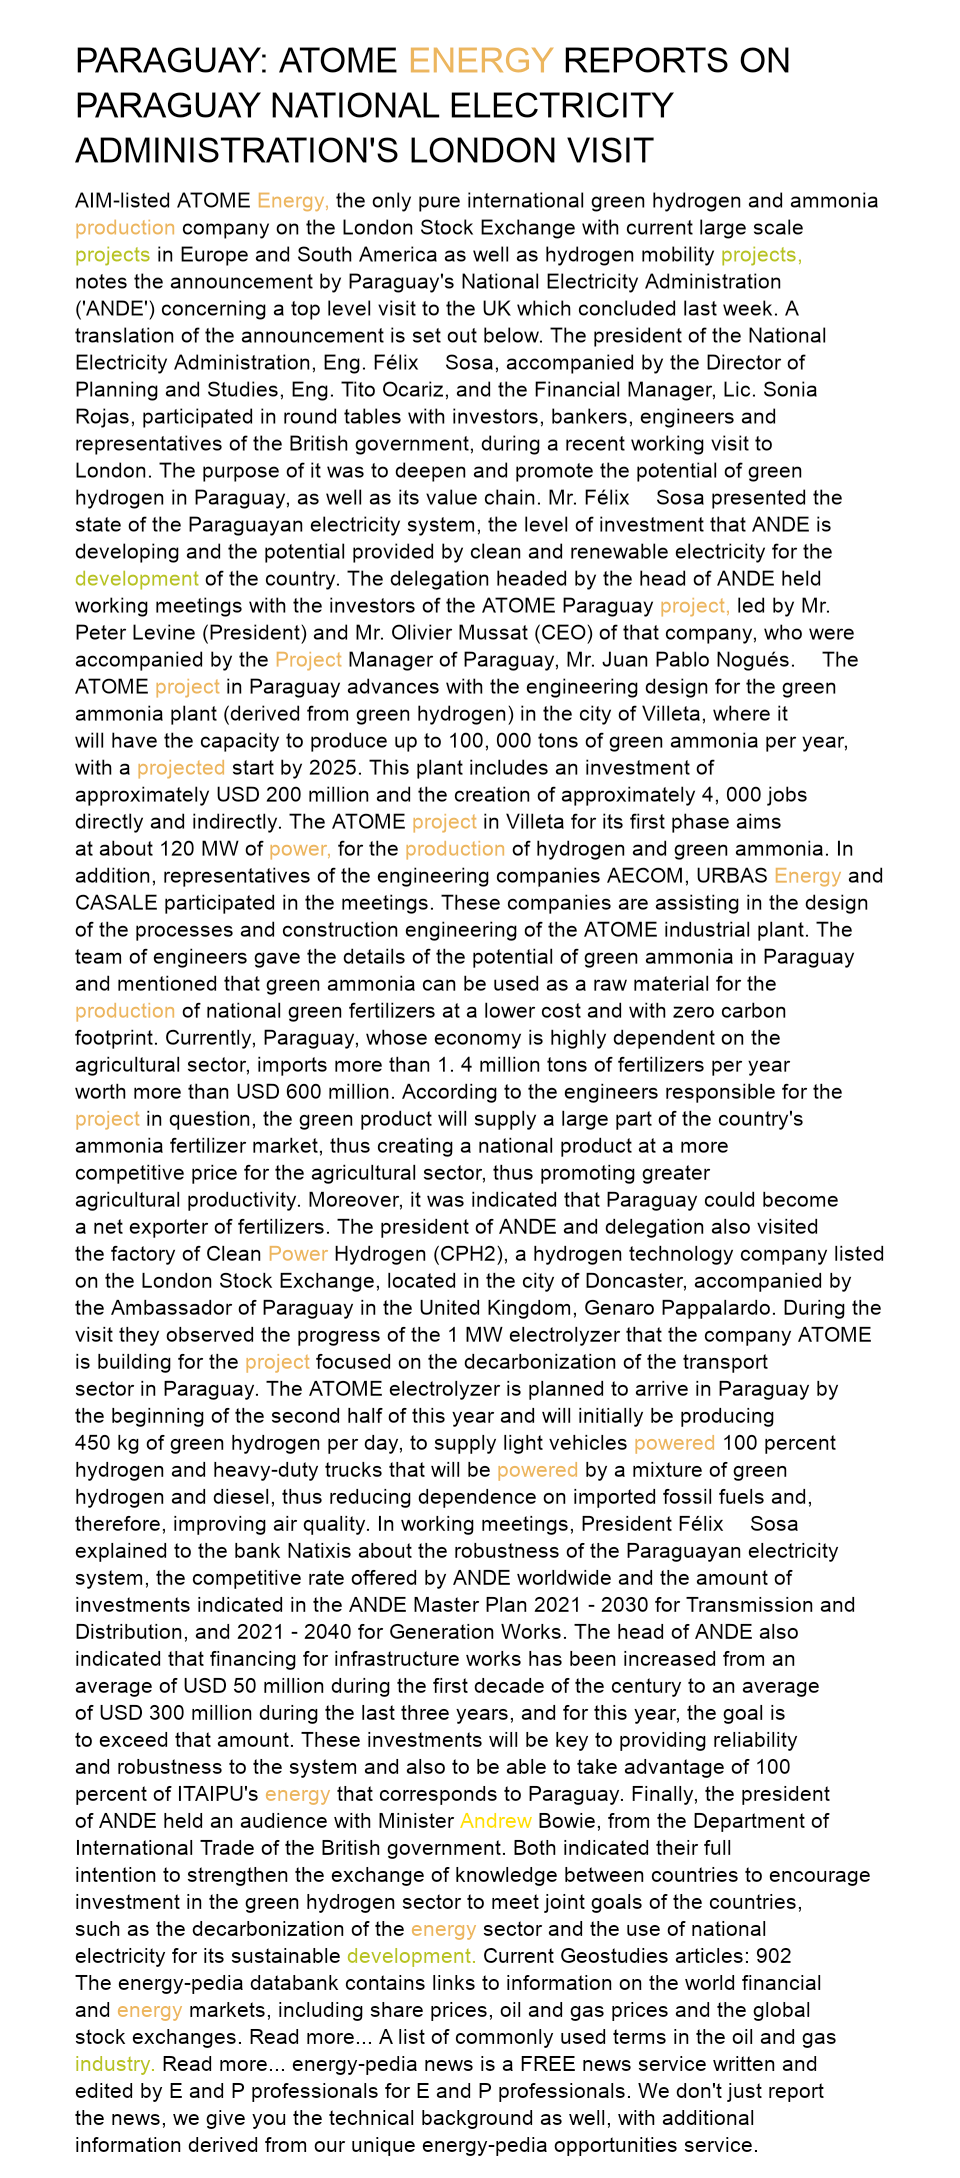 PARAGUAY: ATOME ENERGY REPORTS ON
PARAGUAY NATIONAL ELECTRICITY
ADMINISTRATION'S LONDON VISIT
AIM-listed ATOME Energy, the only pure international green hydrogen and ammonia
production company on the London Stock Exchange with current large scale
projects in Europe and South America as well as hydrogen mobility projects,
notes the announcement by Paraguay's National Electricity Administration
('ANDE') concerning a top level visit to the UK which concluded last week. A
translation of the announcement is set out below. The president of the National
Electricity Administration, Eng. Félix Sosa, accompanied by the Director of
Planning and Studies, Eng. Tito Ocariz, and the Financial Manager, Lic. Sonia
Rojas, participated in round tables with investors, bankers, engineers and
representatives of the British government, during a recent working visit to
London. The purpose of it was to deepen and promote the potential of green
hydrogen in Paraguay, as well as its value chain. Mr. Félix Sosa presented the
state of the Paraguayan electricity system, the level of investment that ANDE is
developing and the potential provided by clean and renewable electricity for the
development of the country. The delegation headed by the head of ANDE held
working meetings with the investors of the ATOME Paraguay project, led by Mr.
Peter Levine (President) and Mr. Olivier Mussat (CEO) of that company, who were
accompanied by the Project Manager of Paraguay, Mr. Juan Pablo Nogués. The
ATOME project in Paraguay advances with the engineering design for the green
ammonia plant (derived from green hydrogen) in the city of Villeta, where it
will have the capacity to produce up to 100, 000 tons of green ammonia per year,
with a projected start by 2025. This plant includes an investment of
approximately USD 200 million and the creation of approximately 4, 000 jobs
directly and indirectly. The ATOME project in Villeta for its first phase aims
at about 120 MW of power, for the production of hydrogen and green ammonia. In
addition, representatives of the engineering companies AECOM, URBAS Energy and
CASALE participated in the meetings. These companies are assisting in the design
of the processes and construction engineering of the ATOME industrial plant. The
team of engineers gave the details of the potential of green ammonia in Paraguay
and mentioned that green ammonia can be used as a raw material for the
production of national green fertilizers at a lower cost and with zero carbon
footprint. Currently, Paraguay, whose economy is highly dependent on the
agricultural sector, imports more than 1. 4 million tons of fertilizers per year
worth more than USD 600 million. According to the engineers responsible for the
project in question, the green product will supply a large part of the country's
ammonia fertilizer market, thus creating a national product at a more
competitive price for the agricultural sector, thus promoting greater
agricultural productivity. Moreover, it was indicated that Paraguay could become
a net exporter of fertilizers. The president of ANDE and delegation also visited
the factory of Clean Power Hydrogen (CPH2), a hydrogen technology company listed
on the London Stock Exchange, located in the city of Doncaster, accompanied by
the Ambassador of Paraguay in the United Kingdom, Genaro Pappalardo. During the
visit they observed the progress of the 1 MW electrolyzer that the company ATOME
is building for the project focused on the decarbonization of the transport
sector in Paraguay. The ATOME electrolyzer is planned to arrive in Paraguay by
the beginning of the second half of this year and will initially be producing
450 kg of green hydrogen per day, to supply light vehicles powered 100 percent
hydrogen and heavy-duty trucks that will be powered by a mixture of green
hydrogen and diesel, thus reducing dependence on imported fossil fuels and,
therefore, improving air quality. In working meetings, President Félix Sosa
explained to the bank Natixis about the robustness of the Paraguayan electricity
system, the competitive rate offered by ANDE worldwide and the amount of
investments indicated in the ANDE Master Plan 2021 - 2030 for Transmission and
Distribution, and 2021 - 2040 for Generation Works. The head of ANDE also
indicated that financing for infrastructure works has been increased from an
average of USD 50 million during the first decade of the century to an average
of USD 300 million during the last three years, and for this year, the goal is
to exceed that amount. These investments will be key to providing reliability
and robustness to the system and also to be able to take advantage of 100
percent of ITAIPU's energy that corresponds to Paraguay. Finally, the president
of ANDE held an audience with Minister Andrew Bowie, from the Department of
International Trade of the British government. Both indicated their full
intention to strengthen the exchange of knowledge between countries to encourage
investment in the green hydrogen sector to meet joint goals of the countries,
such as the decarbonization of the energy sector and the use of national
electricity for its sustainable development. Current Geostudies articles: 902
The energy-pedia databank contains links to information on the world financial
and energy markets, including share prices, oil and gas prices and the global
stock exchanges. Read more... A list of commonly used terms in the oil and gas
industry. Read more... energy-pedia news is a FREE news service written and
edited by E and P professionals for E and P professionals. We don't just report
the news, we give you the technical background as well, with additional
information derived from our unique energy-pedia opportunities service.